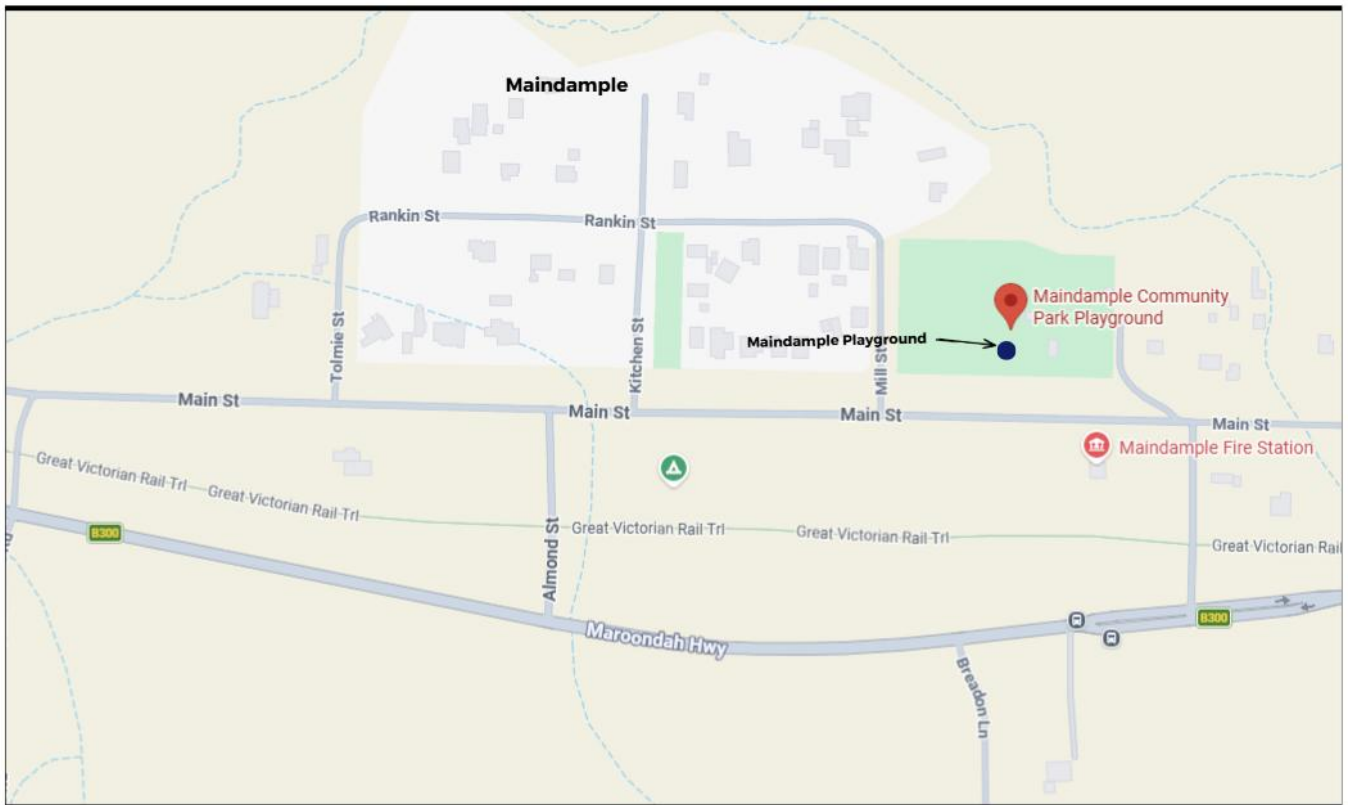 Maindample
Rankin St
Rankin St
Maindample Community
Park Playground
Maindample Playground
Tolmie St
Kitchen St
Mill St
Main St
Main St
Main St
Main St
Maindample Fire Station
Great Victorian Rail Trl
Great Victorian Rail Trl
Great Victorian Rail Trl
Great Victorian Rail Trl
Great Victorian Rail
B300
Almond St
B300
Maroondah Hwy
Breadon Ln